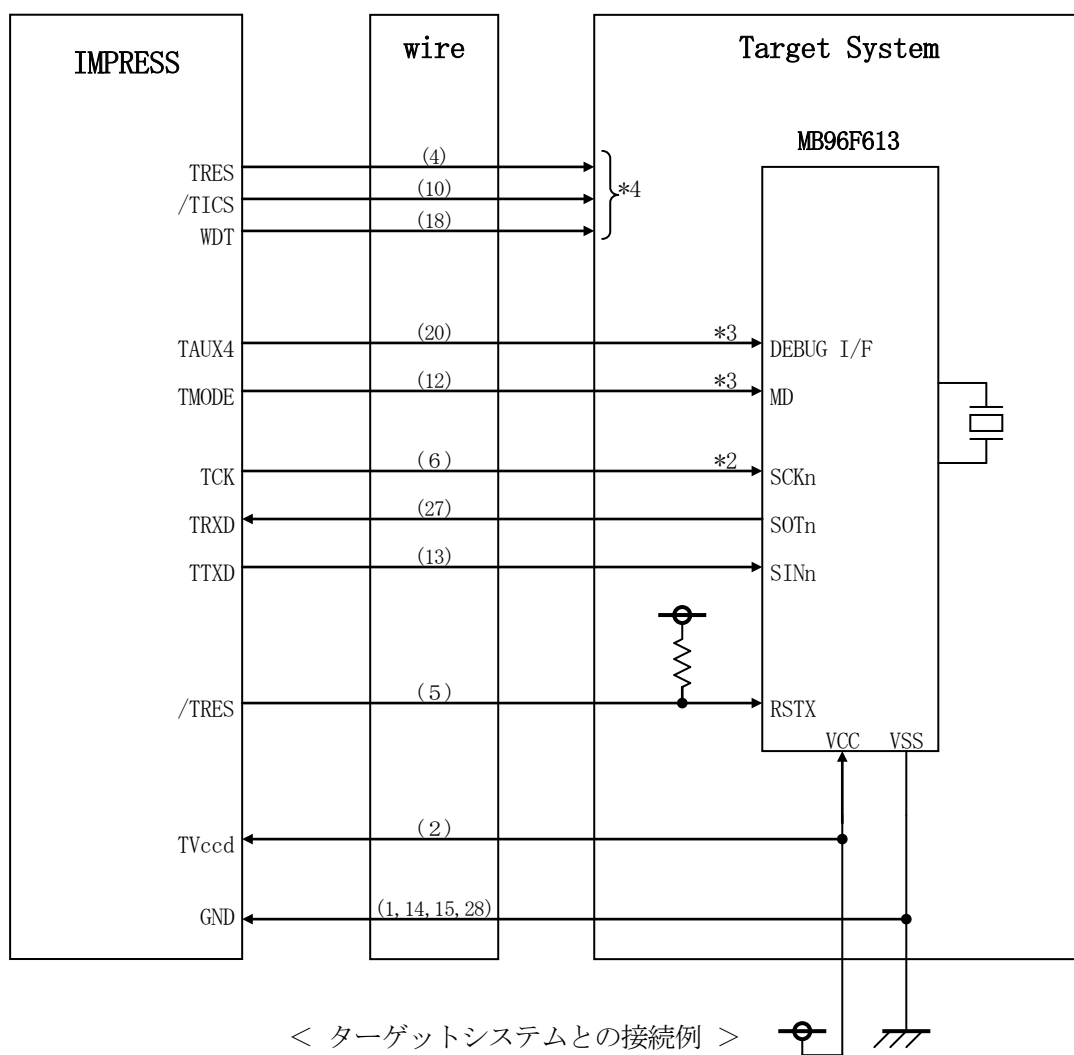 IMPRESS
wire
Target System
MB96F613
TRES
(4)
*4
/TICS
(10)
WDT
(18)
TAUX4
(20)
*3
DEBUG I/F
TMODE
(12)
*3
MD
TCK
(6)
*2
SCKn
TRXD
(27)
SOTn
TTXD
(13)
SINn
/TRES
(5)
RSTX
VCC
VSS
TVccd
(2)
GND
(1,14,15,28)
< ターゲットシステムとの接続例 >